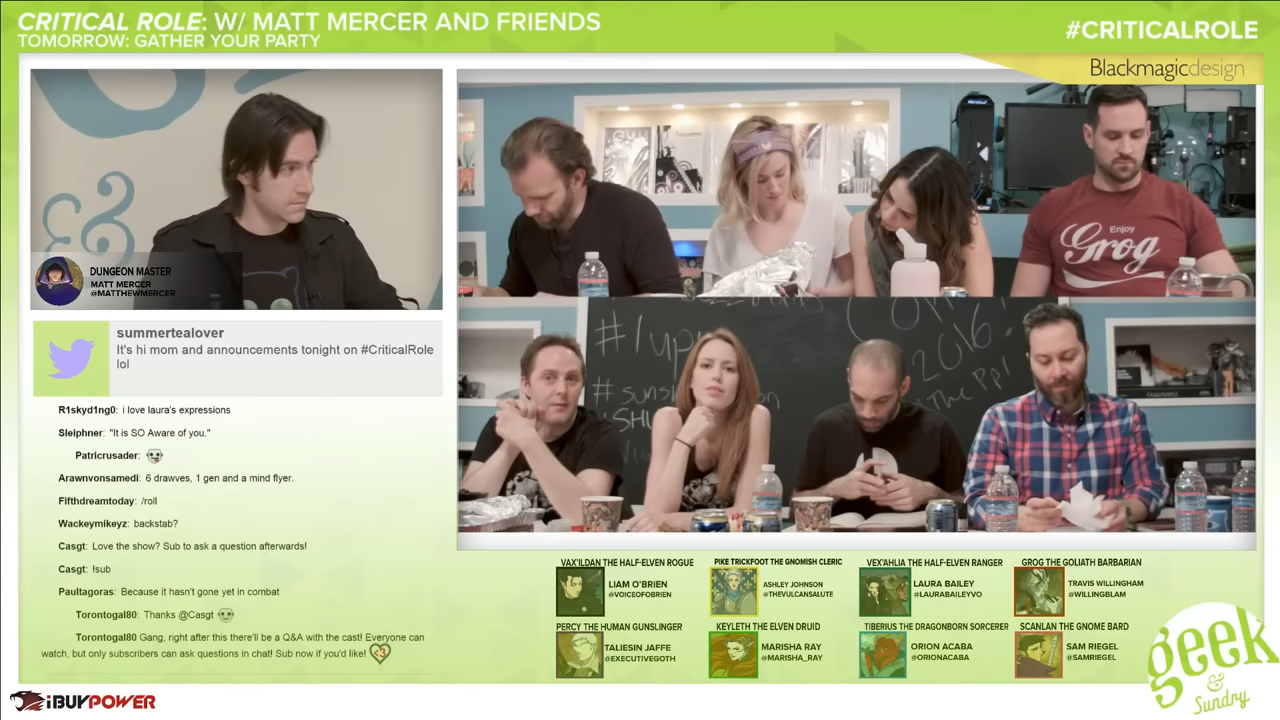 CRITICAL ROLE: W/ MATT MERCER AND FRIENDS
TOMORROW: GATHER YOUR PARTY
#CRITICALROLE
Blackmagicdesign
Enjoy
Grog
DUNGEON MASTER
MATT MERCER
@MATTHEWMERCER
summertealover
It's hi mom and announcements tonight on #CriticalRole
lol
R1skyd1ng0: i love laura's expressions
Sleiphner: "It is SO Aware of you."
Patricrusader:
Arawnvonsamedi: 6 drawves, 1 gen and a mind flyer.
Fifthdreamtoday: /roll
Wackeymikeyz: backstab?
Casgt: Love the show? Sub to ask a question afterwards!
Casgt: !sub
Paultagoras: Because it hasn't gone yet in combat
Torontogal80: Thanks @Casgt
Torontogal80 Gang, right after this there'll be a Q&A with the cast! Everyone can
watch, but only subscribers can ask questions in chat! Sub now if you'd like! <3
2016
VAX'ILDAN THE HALF-ELVEN ROGUE
LIAM O'BRIEN
@VOICEOFOBRIEN
PIKE TRICKFOOT THE GNOMISH CLERIC
ASHLEY JOHNSON
@THEVULCANSALUTE
VEX'AHLIA THE HALF-ELVEN RANGER
LAURA BAILEY
@LAURABAILEYVO
GROG THE GOLIATH BARBARIAN
TRAVIS WILLINGHAM
@WILLINGBLAM
PERCY THE HUMAN GUNSLINGER
TALIESIN JAFFE
@EXECUTIVEGOTH
KEYLETH THE ELVEN DRUID
MARISHA RAY
@MARISHA_RAY
TIBERIUS THE DRAGONBORN SORCERER
ORION ACABA
@ORIONACABA
SCANLAN THE GNOME BARD
SAM RIEGEL
@SAMRIEGEL
geek
&
Sundry
iBUYPOWER